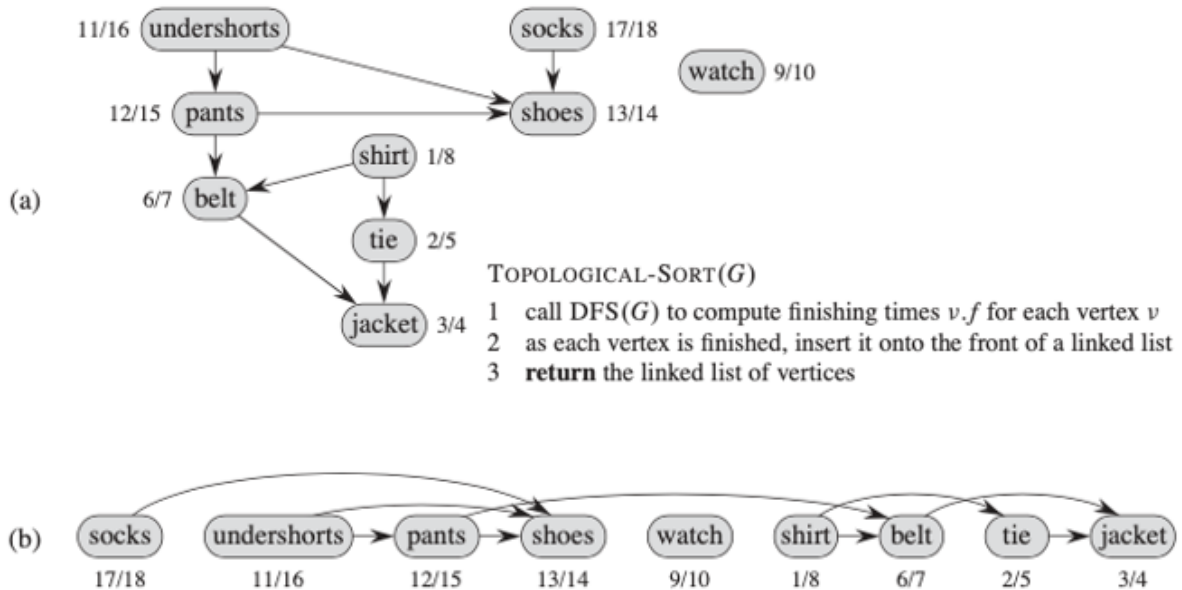 11/16 undershorts socks 17/18
watch 9/10
12/15 pants shoes 13/14
shirt 1/8
(a) 6/7 belt
tie 2/5
TOPOLOGICAL-SORT(G)
1 call DFS(G) to compute finishing times v.f for each vertex v
jacket 3/4
2 as each vertex is finished, insert it onto the front of a linked list
3 return the linked list of vertices
(b) socks undershorts pants shoes watch shirt belt tie jacket
17/18 11/16 12/15 13/14 9/10 1/8 6/7 2/5 3/4